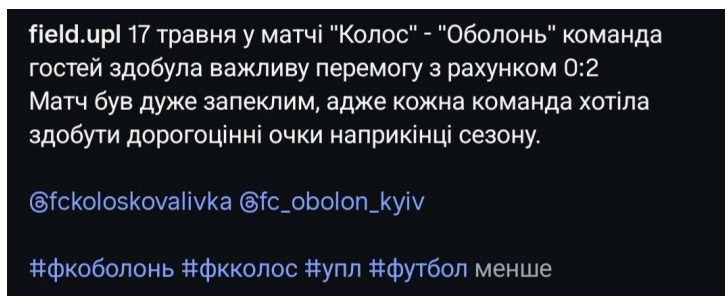 field.upl 17 травня у матчі "Колос" - "Оболонь" команда
гостей здобула важливу перемогу з рахунком 0:2
Матч був дуже запеклим, адже кожна команда хотіла
здобути дорогоцінні очки наприкінці сезону.
@fckoloskovalivka @fc_obolon_kyiv
#фкоболонь #фкколос #упл #футбол менше